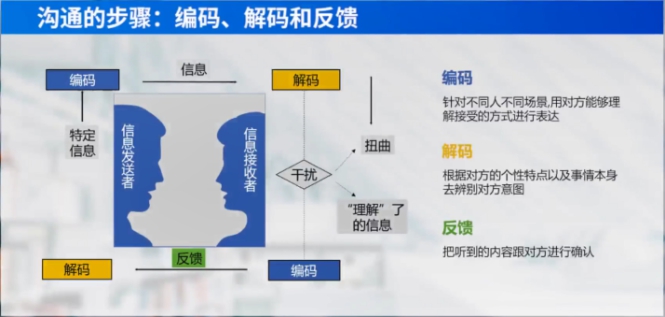 沟通的步骤：编码、解码和反馈
编码
信息
解码
特定
信息
信息发送者
信息接收者
干扰
扭曲
“理解”了
的信息
解码
反馈
编码
编码
针对不同人不同场景,用对方能够理
解接受的方式进行表达
解码
根据对方的个性特点以及事情本身
去辨别对方意图
反馈
把听到的内容跟对方进行确认